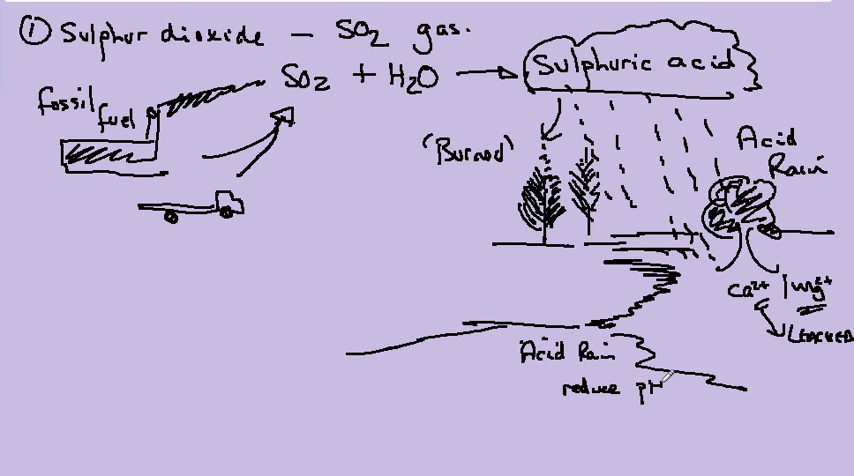 ① Sulphur dioxide – SO₂ gas.
SO₂ + H₂O → Sulphuric acid
fossil
fuel
'Burned'
Acid
Rain
Ca²⁺ | Mg²⁺
LEACHED
Acid Rain
reduce pH